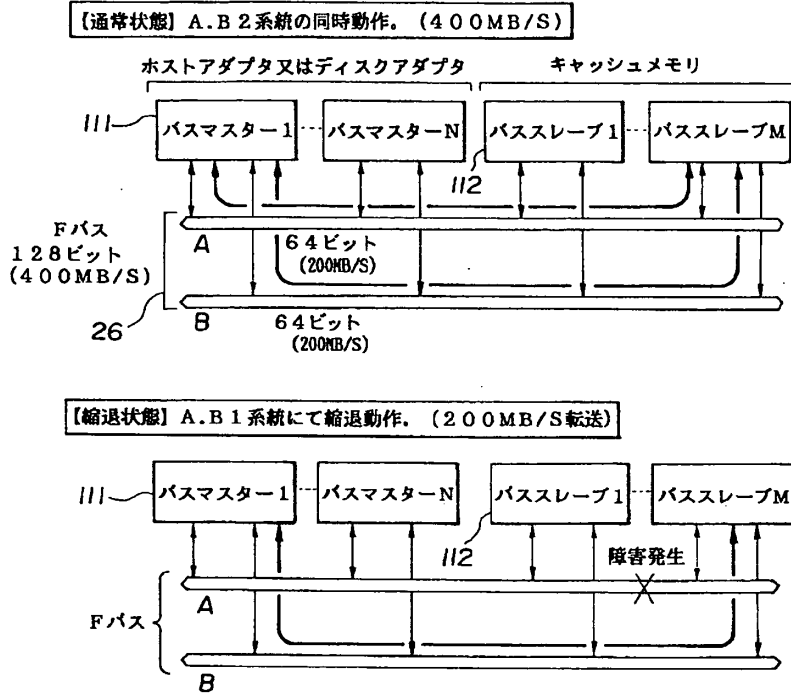 【通常状態】A.B2系統の同時動作。(400MB/S)
ホストアダプタ又はディスクアダプタ
キャッシュメモリ
111
バスマスター1
バスマスターN
バススレーブ1
バススレーブM
112
Fバス
128ビット
(400MB/S)
26
A
64ビット
(200MB/S)
B
64ビット
(200MB/S)
【縮退状態】A.B1系統にて縮退動作。(200MB/S転送)
111
バスマスター1
バスマスターN
バススレーブ1
バススレーブM
112
障害発生
Fバス
A
B